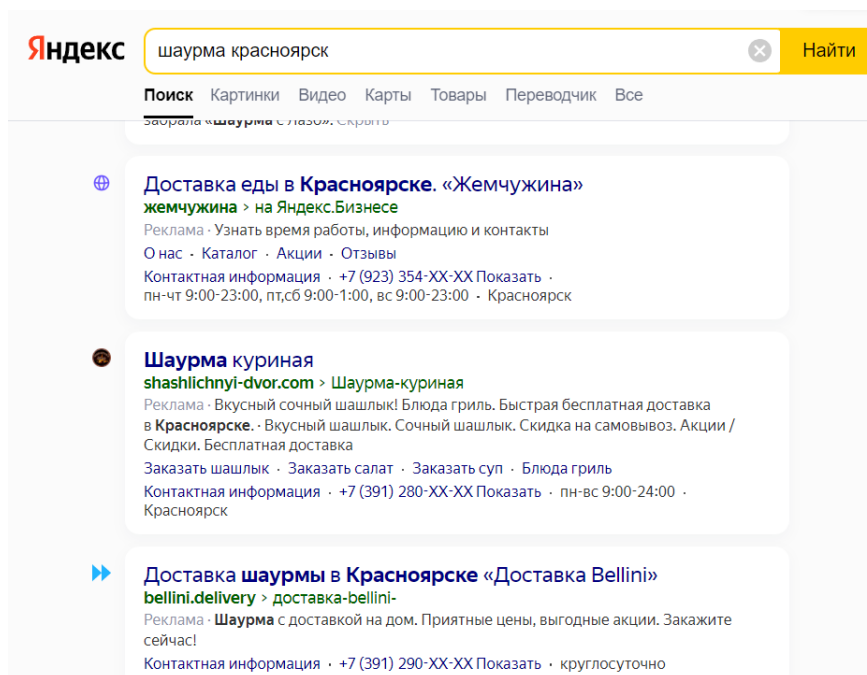 Яндекс
шаурма красноярск
Найти
Поиск Картинки Видео Карты Товары Переводчик Все
забрала «Шаурма с Лазо». Скрыть
Доставка еды в Красноярске. «Жемчужина»
жемчужина › на Яндекс.Бизнесе
Реклама · Узнать время работы, информацию и контакты
О нас · Каталог · Акции · Отзывы
Контактная информация · +7 (923) 354-XX-XX Показать ·
пн-чт 9:00-23:00, пт,сб 9:00-1:00, вс 9:00-23:00 · Красноярск
Шаурма куриная
shashlichnyi-dvor.com › Шаурма-куриная
Реклама · Вкусный сочный шашлык! Блюда гриль. Быстрая бесплатная доставка
в Красноярске. · Вкусный шашлык. Сочный шашлык. Скидка на самовывоз. Акции /
Скидки. Бесплатная доставка
Заказать шашлык · Заказать салат · Заказать суп · Блюда гриль
Контактная информация · +7 (391) 280-XX-XX Показать · пн-вс 9:00-24:00 ·
Красноярск
Доставка шаурмы в Красноярске «Доставка Bellini»
bellini.delivery › доставка-bellini-
Реклама · Шаурма с доставкой на дом. Приятные цены, выгодные акции. Закажите
сейчас!
Контактная информация · +7 (391) 290-XX-XX Показать · круглосуточно